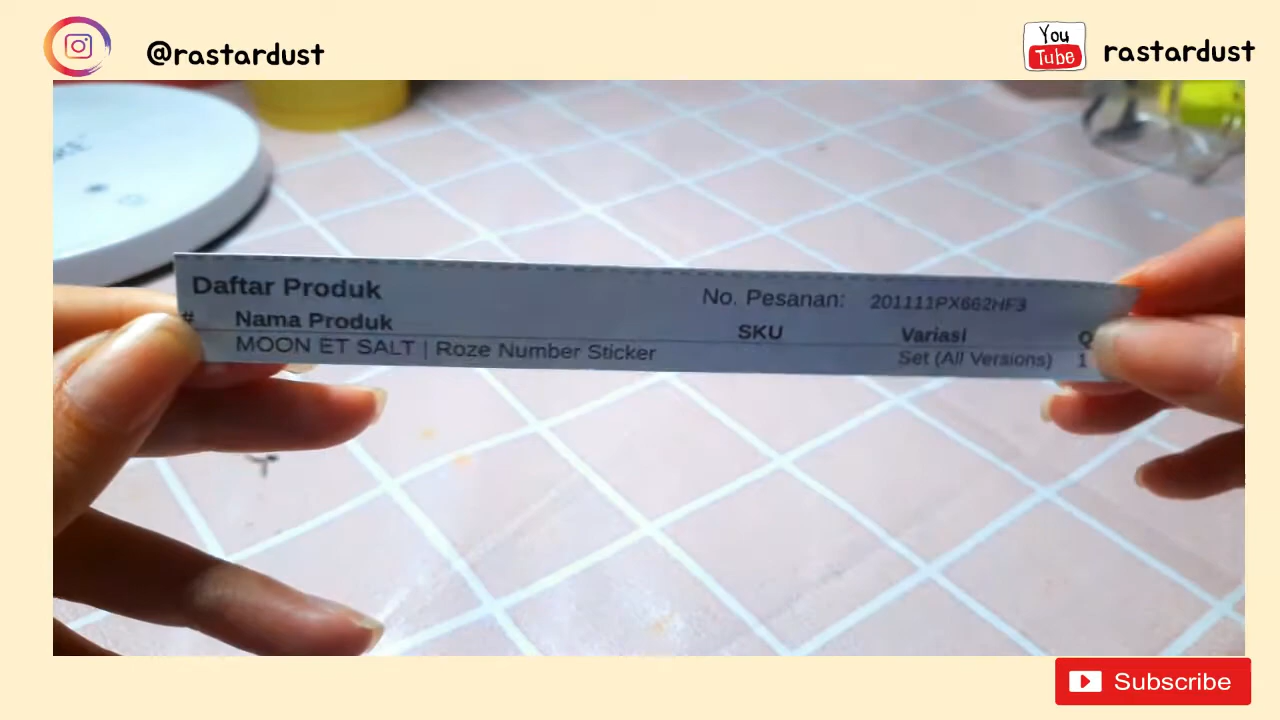 @rastardust
You
Tube
rastardust
Daftar Produk
No. Pesanan: 201111PX662HF3
# Nama Produk SKU Variasi Q
MOON ET SALT | Roze Number Sticker Set (All Versions) 1
Subscribe